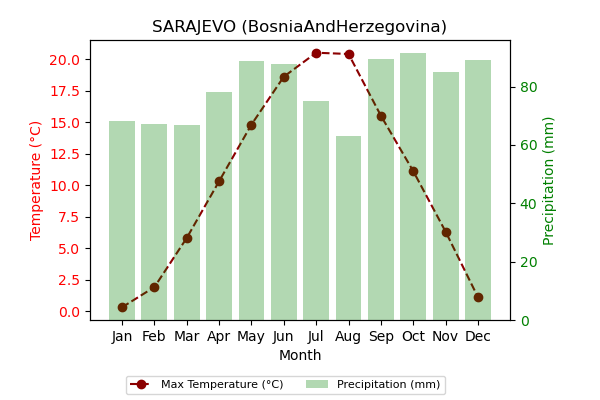 SARAJEVO (BosniaAndHerzegovina)
Temperature (°C)
20.0
17.5
15.0
12.5
10.0
7.5
5.0
2.5
0.0
Precipitation (mm)
80
60
40
20
0
Jan Feb Mar Apr May Jun Jul Aug Sep Oct Nov Dec
Month
Max Temperature (°C) Precipitation (mm)